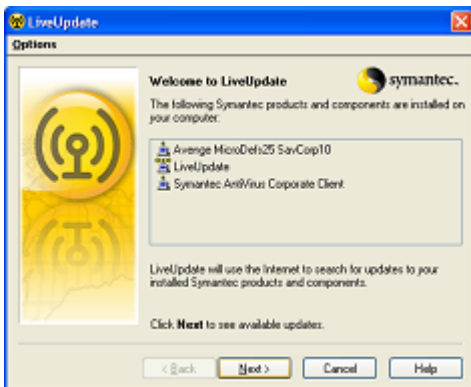 LiveUpdate
Options
Welcome to LiveUpdate
symantec.
The following Symantec products and components are installed on
your computer:
Avenge MicroDefs25 SavCorp10
LiveUpdate
Symantec AntiVirus Corporate Client
LiveUpdate will use the Internet to search for updates to your
installed Symantec products and components.
Click Next to see available updates.
< Back
Next >
Cancel
Help